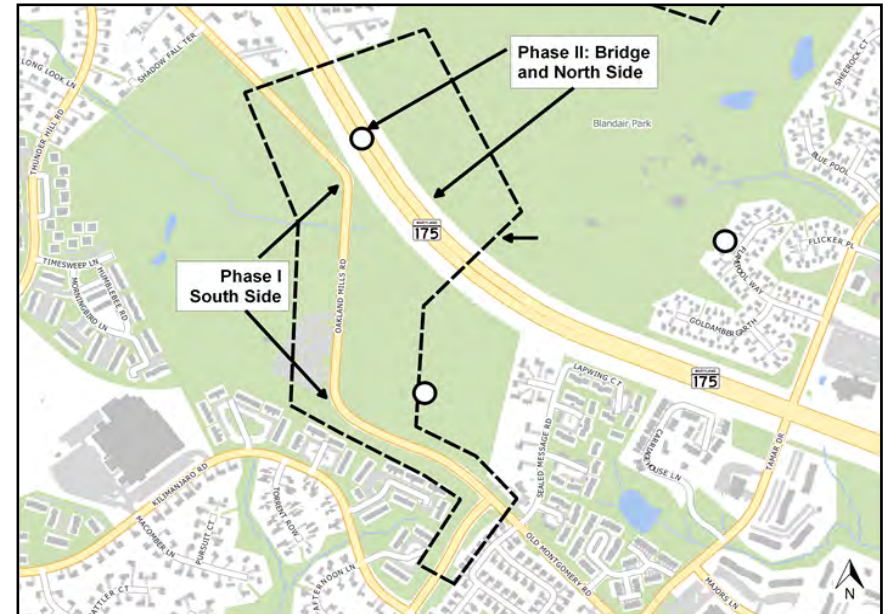 SHADOW FALL TER
LONG LOOK LN
THUNDER HILL RD
Phase II: Bridge
and North Side
SHEEROCK CT
Blandair Park
BLUE POOL
MARYLAND
175
FLICKER PL
TIMESWEEP LN
HUMBLEBEE RD
MORNINGBIRD LN
Phase I
South Side
OAKLAND MILLS RD
GOLDAMBER GARTH
LAPWING CT
MARYLAND
175
SEALED MESSAGE RD
CARRIAGE HOUSE LN
TAMAR DR
KILIMANJARO RD
TORRENT ROW
MACOMBER LN
PURSUIT CT
AFTERNOON LN
OLD MONTGOMERY RD
MAJORS LN
N